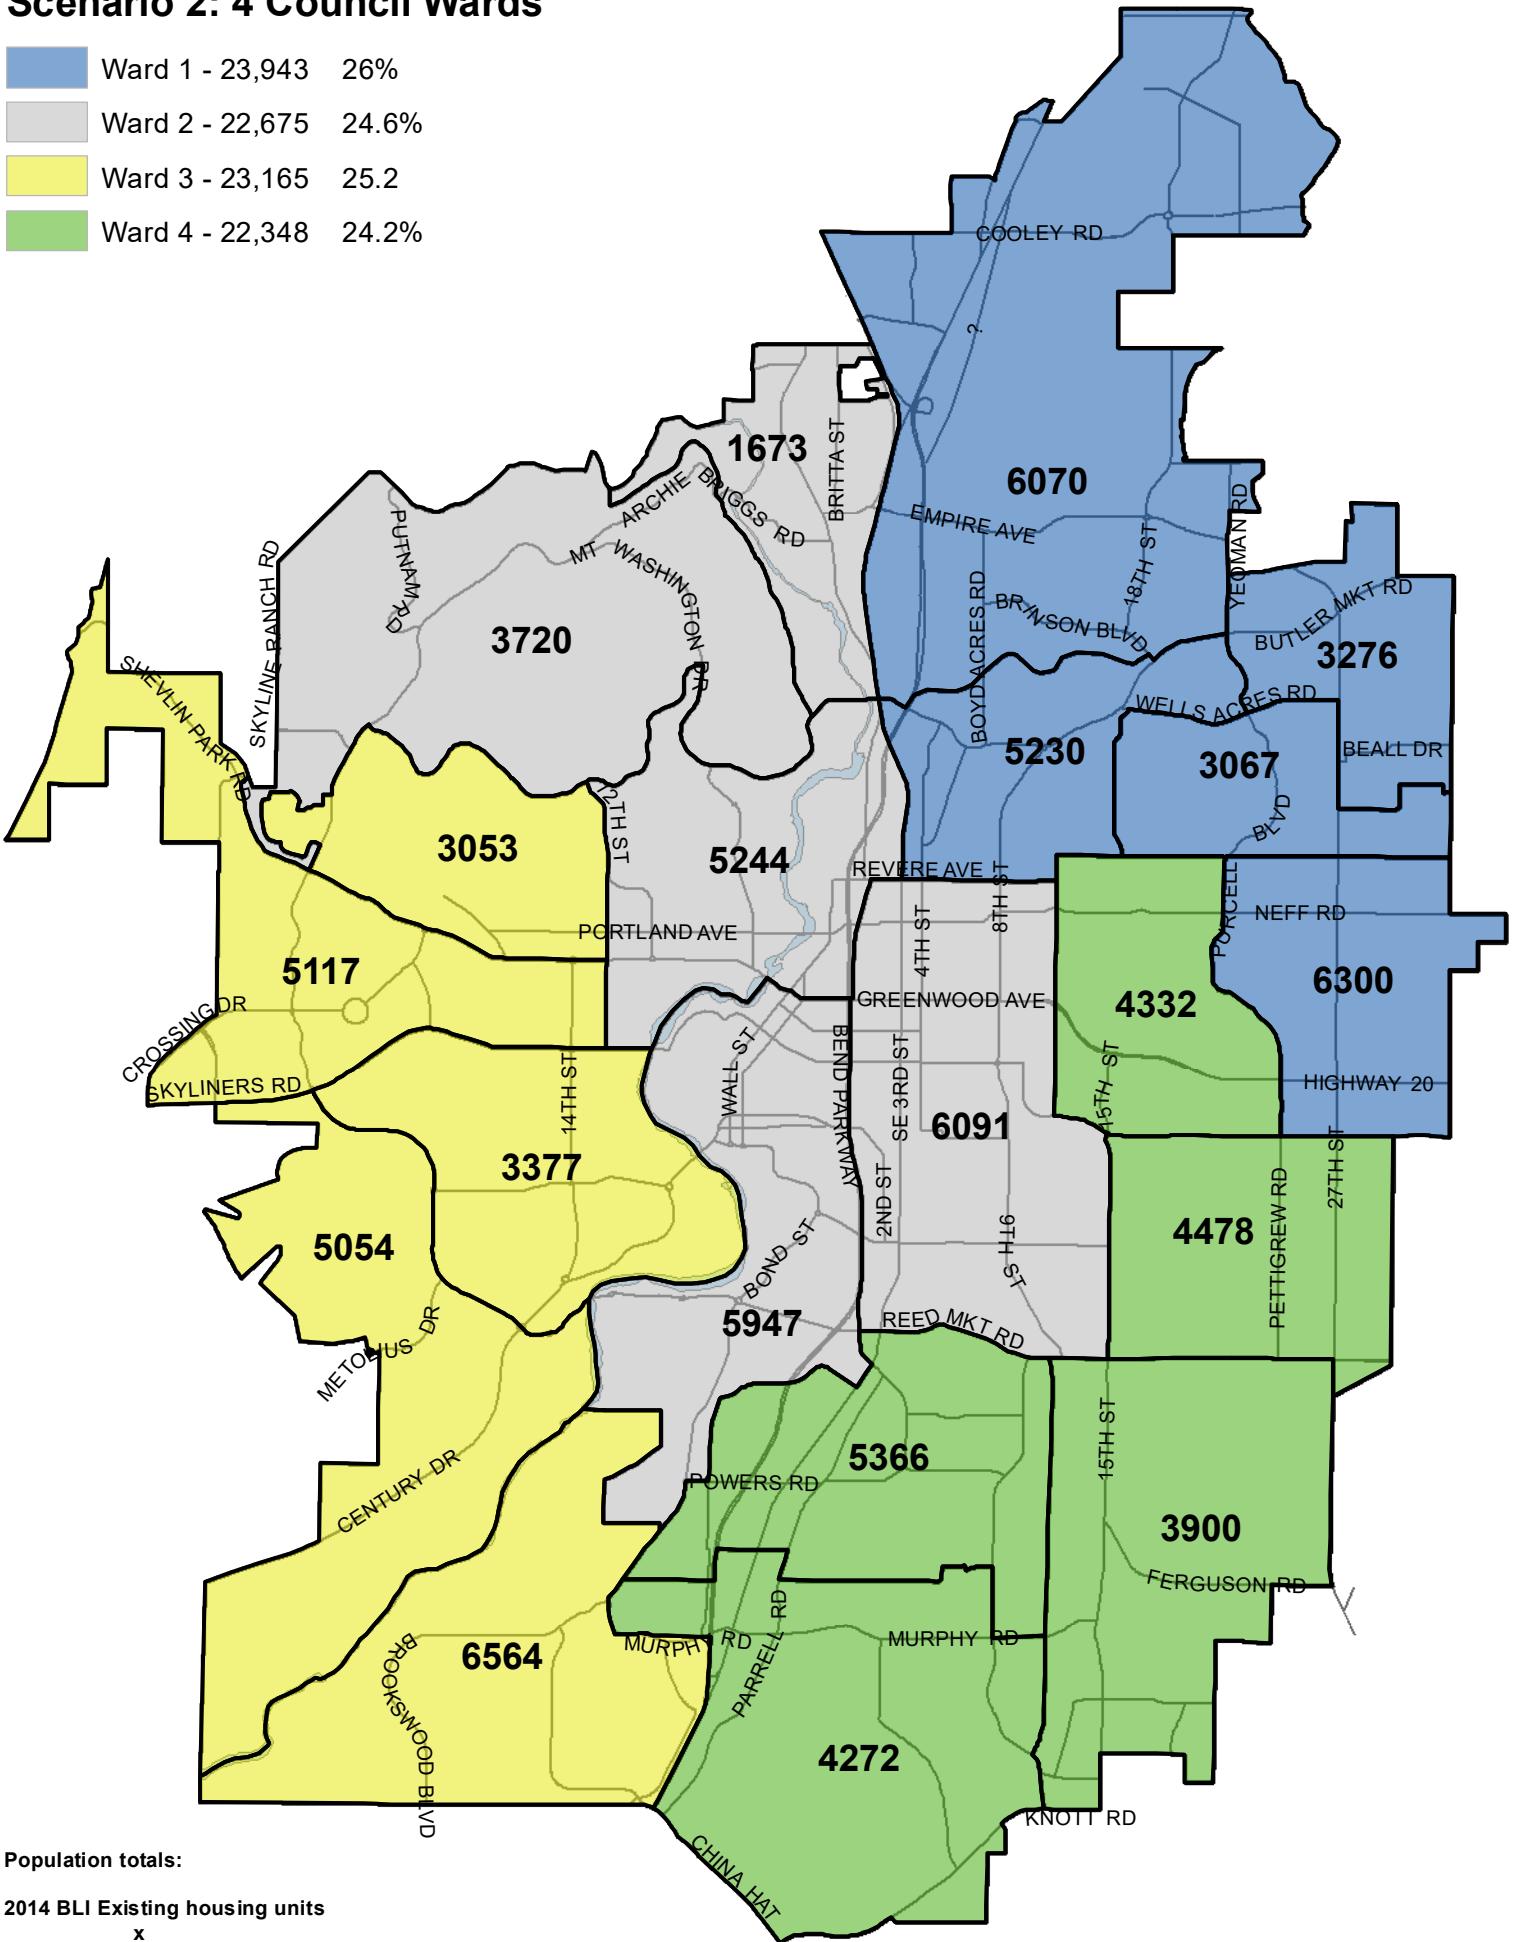 Scenario 2: 4 Council Wards
Ward 1 - 23,943 26%
Ward 2 - 22,675 24.6%
Ward 3 - 23,165 25.2
Ward 4 - 22,348 24.2%
COOLEY RD
?
1673
BRITTA ST
6070
ARCHIE BRIGGS RD
EMPIRE AVE
YEOMAN RD
18TH ST
PUTNAM RD
MT WASHINGTON DR
SKYLINE RANCH RD
BOYD ACRES RD
BRINSON BLVD
BUTLER MKT RD
3720
3276
SHEVLIN PARK RD
WELLS ACRES RD
5230
3067
BEALL DR
12TH ST
BLVD
3053
5244
REVERE AVE
8TH ST
PURCELL
4TH ST
NEFF RD
PORTLAND AVE
5117
6300
CROSSING DR
GREENWOOD AVE
4332
SKYLINERS RD
14TH ST
WALL ST
BEND PARKWAY
SE 3RD ST
15TH ST
HIGHWAY 20
6091
3377
27TH ST
2ND ST
PETTIGREW RD
5054
4478
6TH ST
BOND ST
METOLIUS DR
5947
REED MKT RD
CENTURY DR
15TH ST
5366
POWERS RD
3900
FERGUSON RD
BROOKSWOOD BLVD
6564
MURPHY RD
PARRELL RD
MURPHY RD
4272
KNOTT RD
CHINA HAT
Population totals:
2014 BLI Existing housing units
x